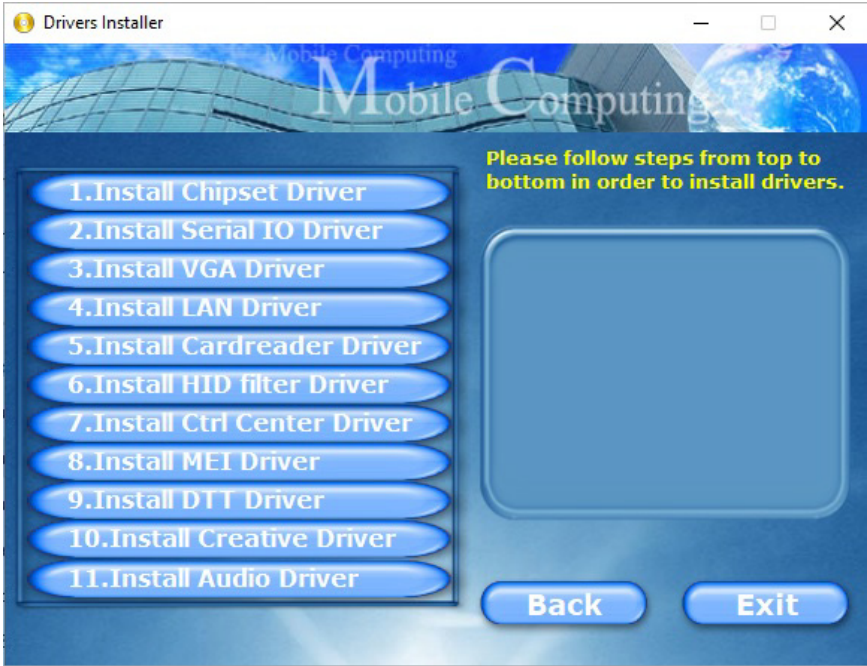 Drivers Installer
Mobile Computing
Mobile Computing
Please follow steps from top to
bottom in order to install drivers.
1.Install Chipset Driver
2.Install Serial IO Driver
3.Install VGA Driver
4.Install LAN Driver
5.Install Cardreader Driver
6.Install HID filter Driver
7.Install Ctrl Center Driver
8.Install MEI Driver
9.Install DTT Driver
10.Install Creative Driver
11.Install Audio Driver
Back
Exit